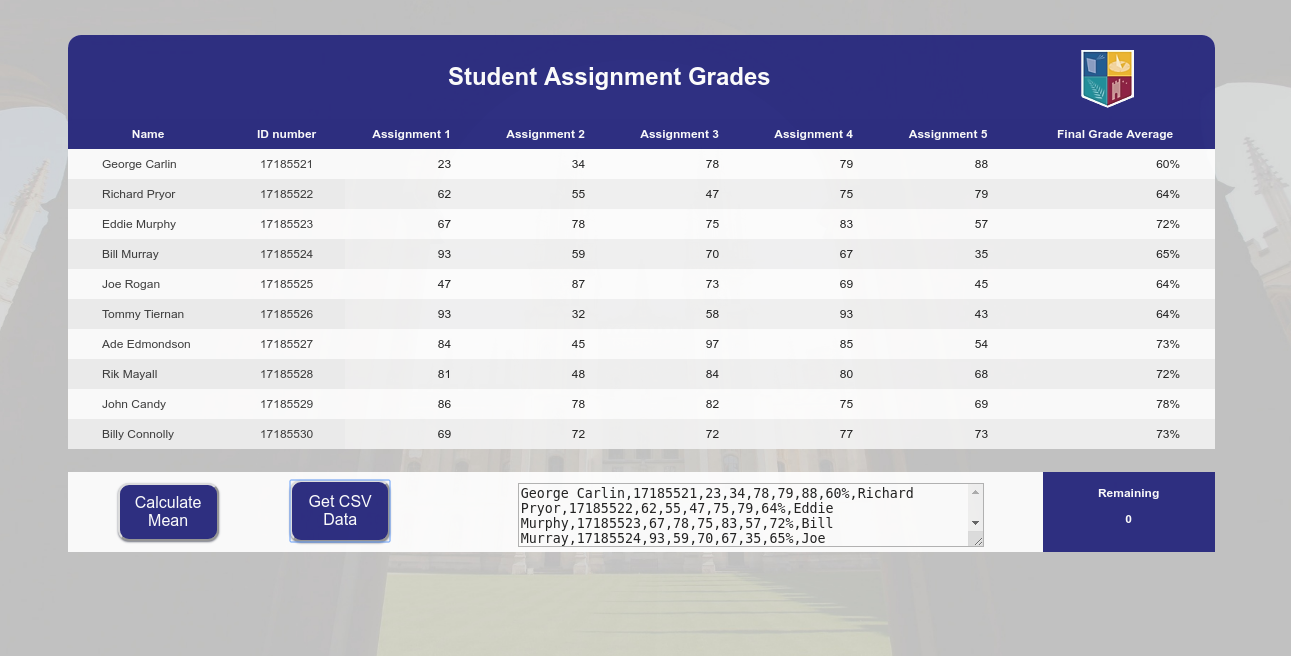 Student Assignment Grades
Name ID number Assignment 1 Assignment 2 Assignment 3 Assignment 4 Assignment 5 Final Grade Average
George Carlin 17185521 23 34 78 79 88 60%
Richard Pryor 17185522 62 55 47 75 79 64%
Eddie Murphy 17185523 67 78 75 83 57 72%
Bill Murray 17185524 93 59 70 67 35 65%
Joe Rogan 17185525 47 87 73 69 45 64%
Tommy Tiernan 17185526 93 32 58 93 43 64%
Ade Edmondson 17185527 84 45 97 85 54 73%
Rik Mayall 17185528 81 48 84 80 68 72%
John Candy 17185529 86 78 82 75 69 78%
Billy Connolly 17185530 69 72 72 77 73 73%
Calculate
Mean
Get CSV
Data
George Carlin,17185521,23,34,78,79,88,60%,Richard
Pryor,17185522,62,55,47,75,79,64%,Eddie
Murphy,17185523,67,78,75,83,57,72%,Bill
Murray,17185524,93,59,70,67,35,65%,Joe
Remaining
0